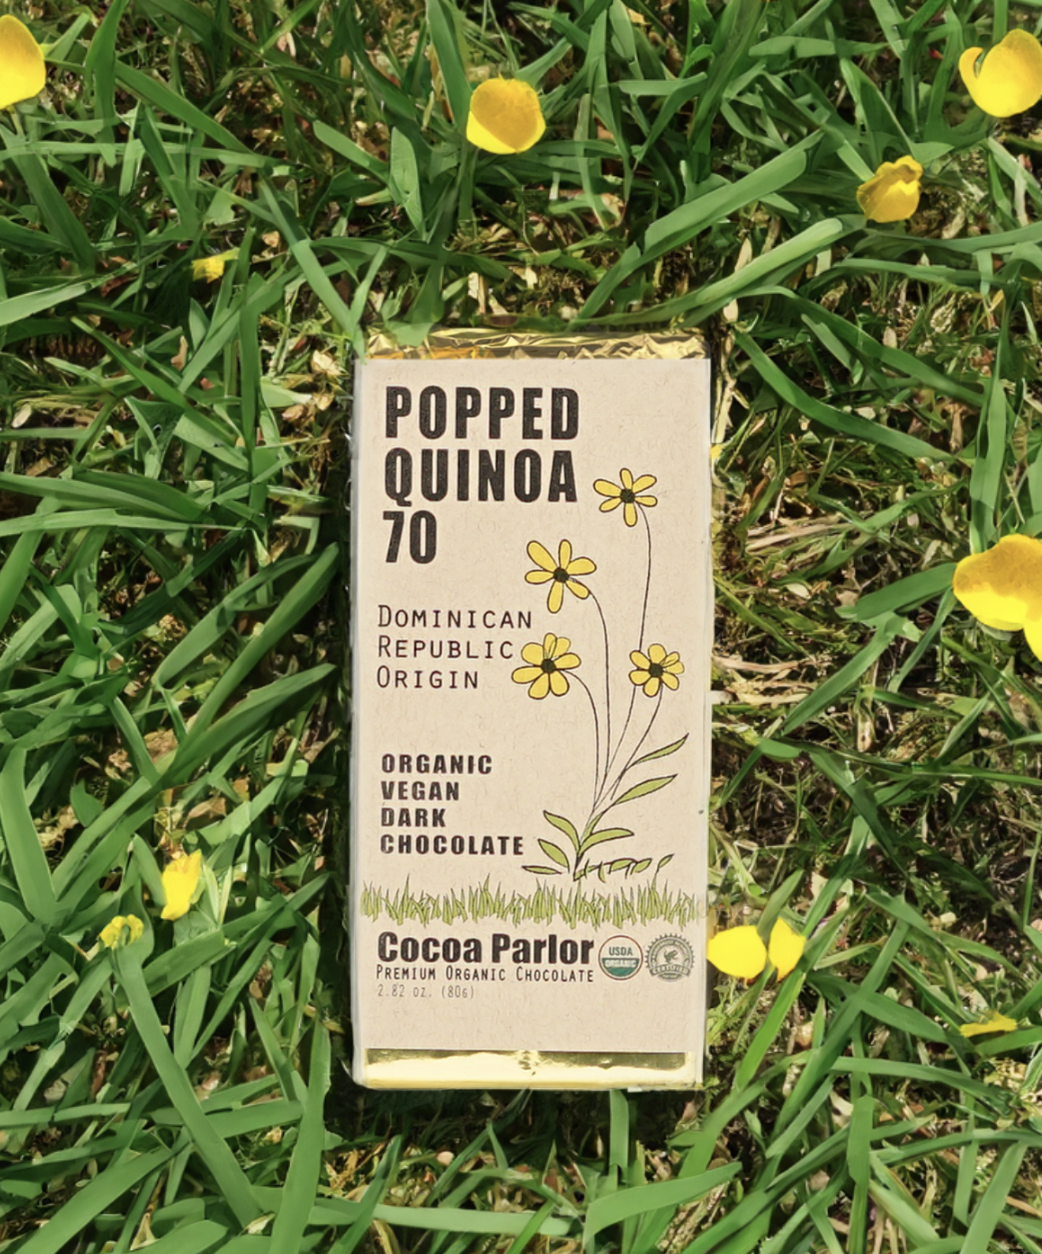 POPPED
QUINOA
70
DOMINICAN
REPUBLIC
ORIGIN
ORGANIC
VEGAN
DARK
CHOCOLATE
Cocoa Parlor
PREMIUM ORGANIC CHOCOLATE
2.82 oz. (80g)
USDA
ORGANIC